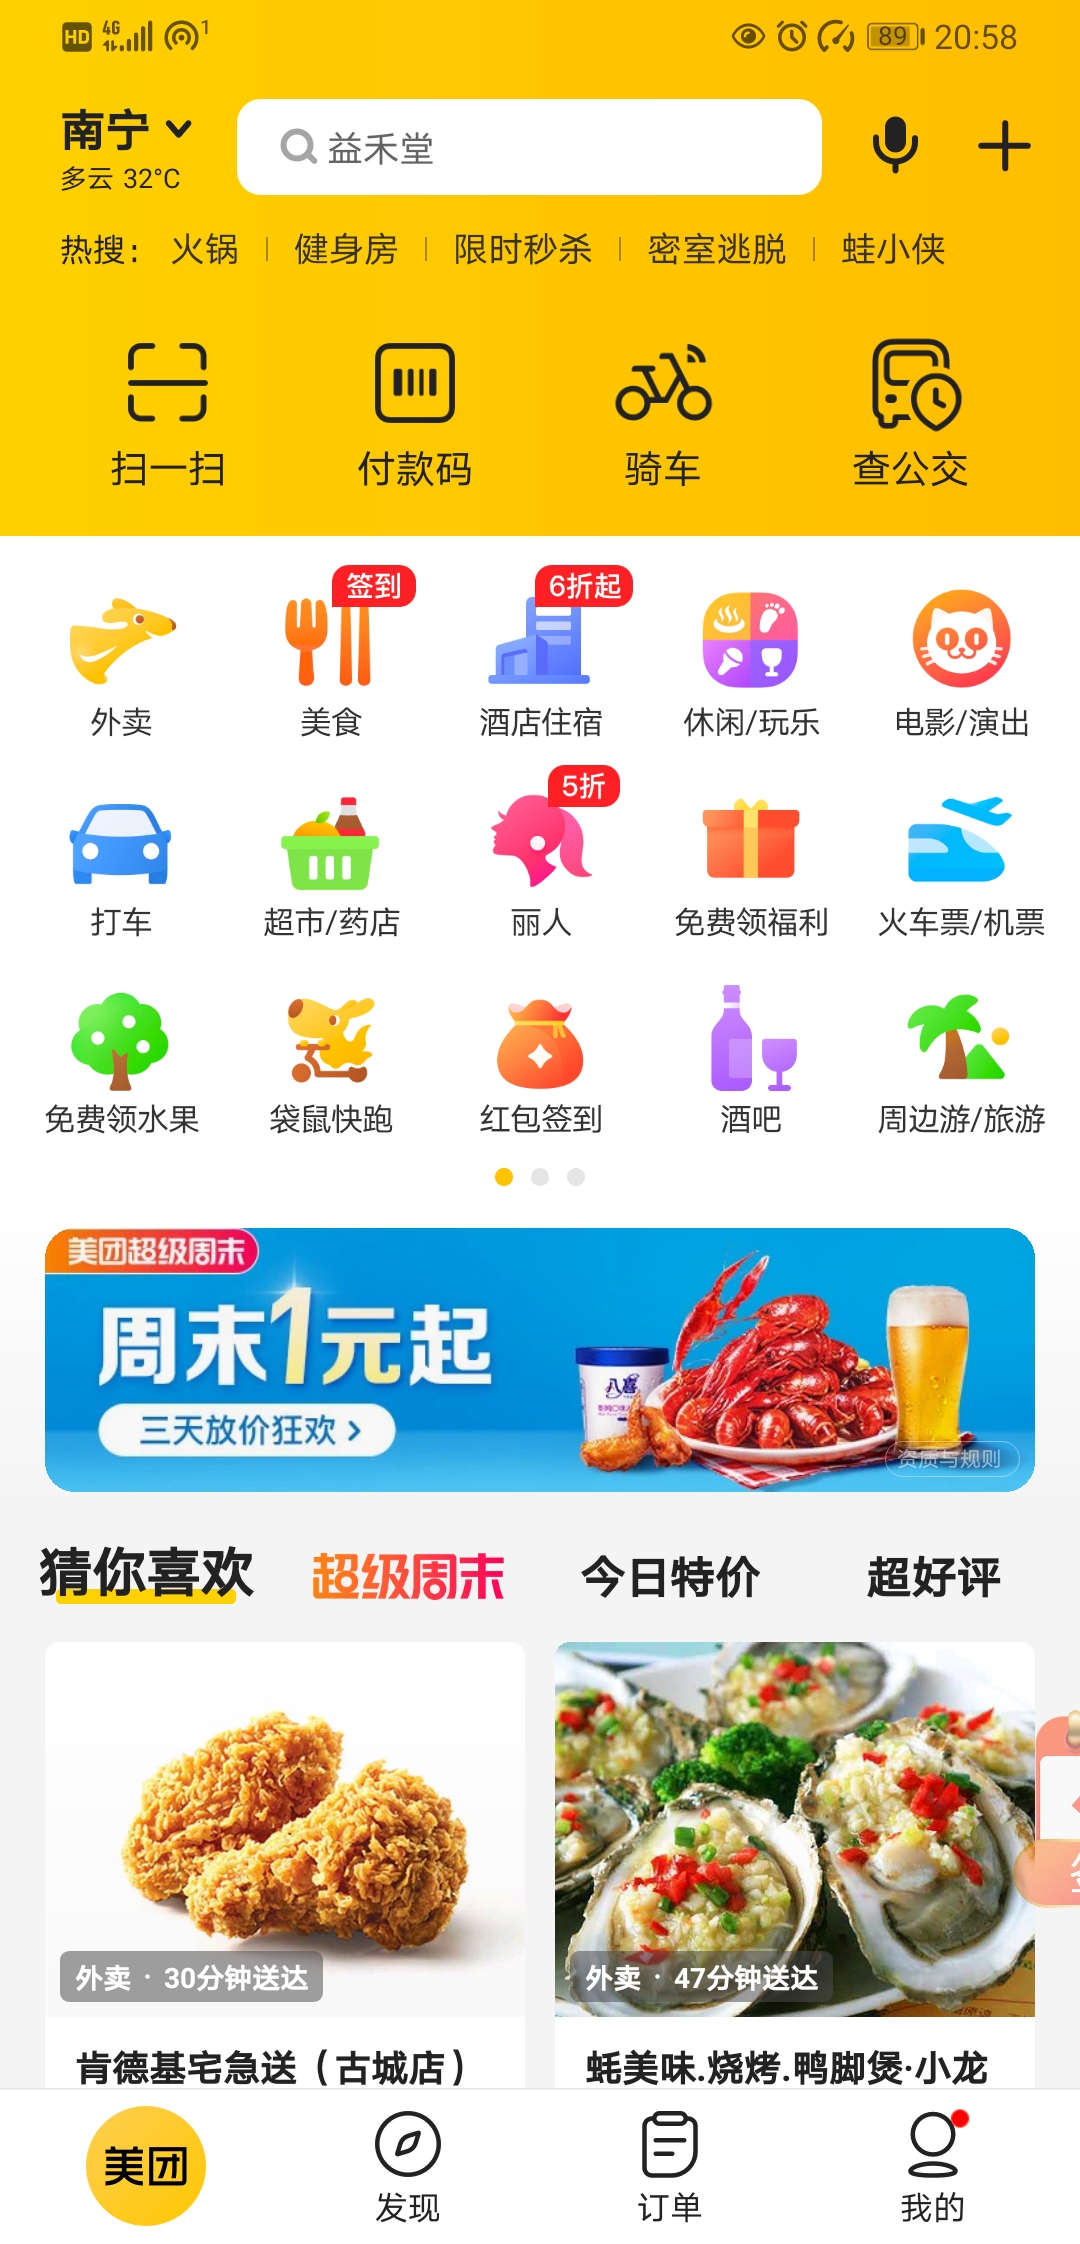 HD 4G 1 89 20:58
南宁
益禾堂
多云 32°C
热搜: 火锅 健身房 限时秒杀 密室逃脱 蛙小侠
扫一扫 付款码 骑车 查公交
签到 6折起
外卖 美食 酒店住宿 休闲/玩乐 电影/演出
5折
打车 超市/药店 丽人 免费领福利 火车票/机票
免费领水果 袋鼠快跑 红包签到 酒吧 周边游/旅游
美团超级周末
周末1元起
八喜
三天放价狂欢
资质与规则
猜你喜欢 超级周末 今日特价 超好评
外卖 · 30分钟送达 外卖 · 47分钟送达
肯德基宅急送（古城店） 蚝美味.烧烤.鸭脚煲·小龙
美团 发现 订单 我的